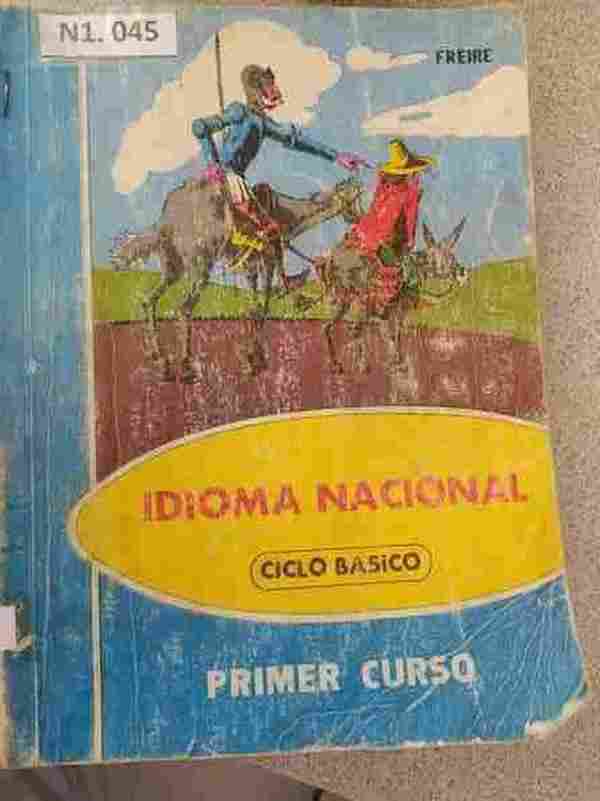 N1. 045
FREIRE
IDIOMA NACIONAL
CICLO BASICO
PRIMER CURSO